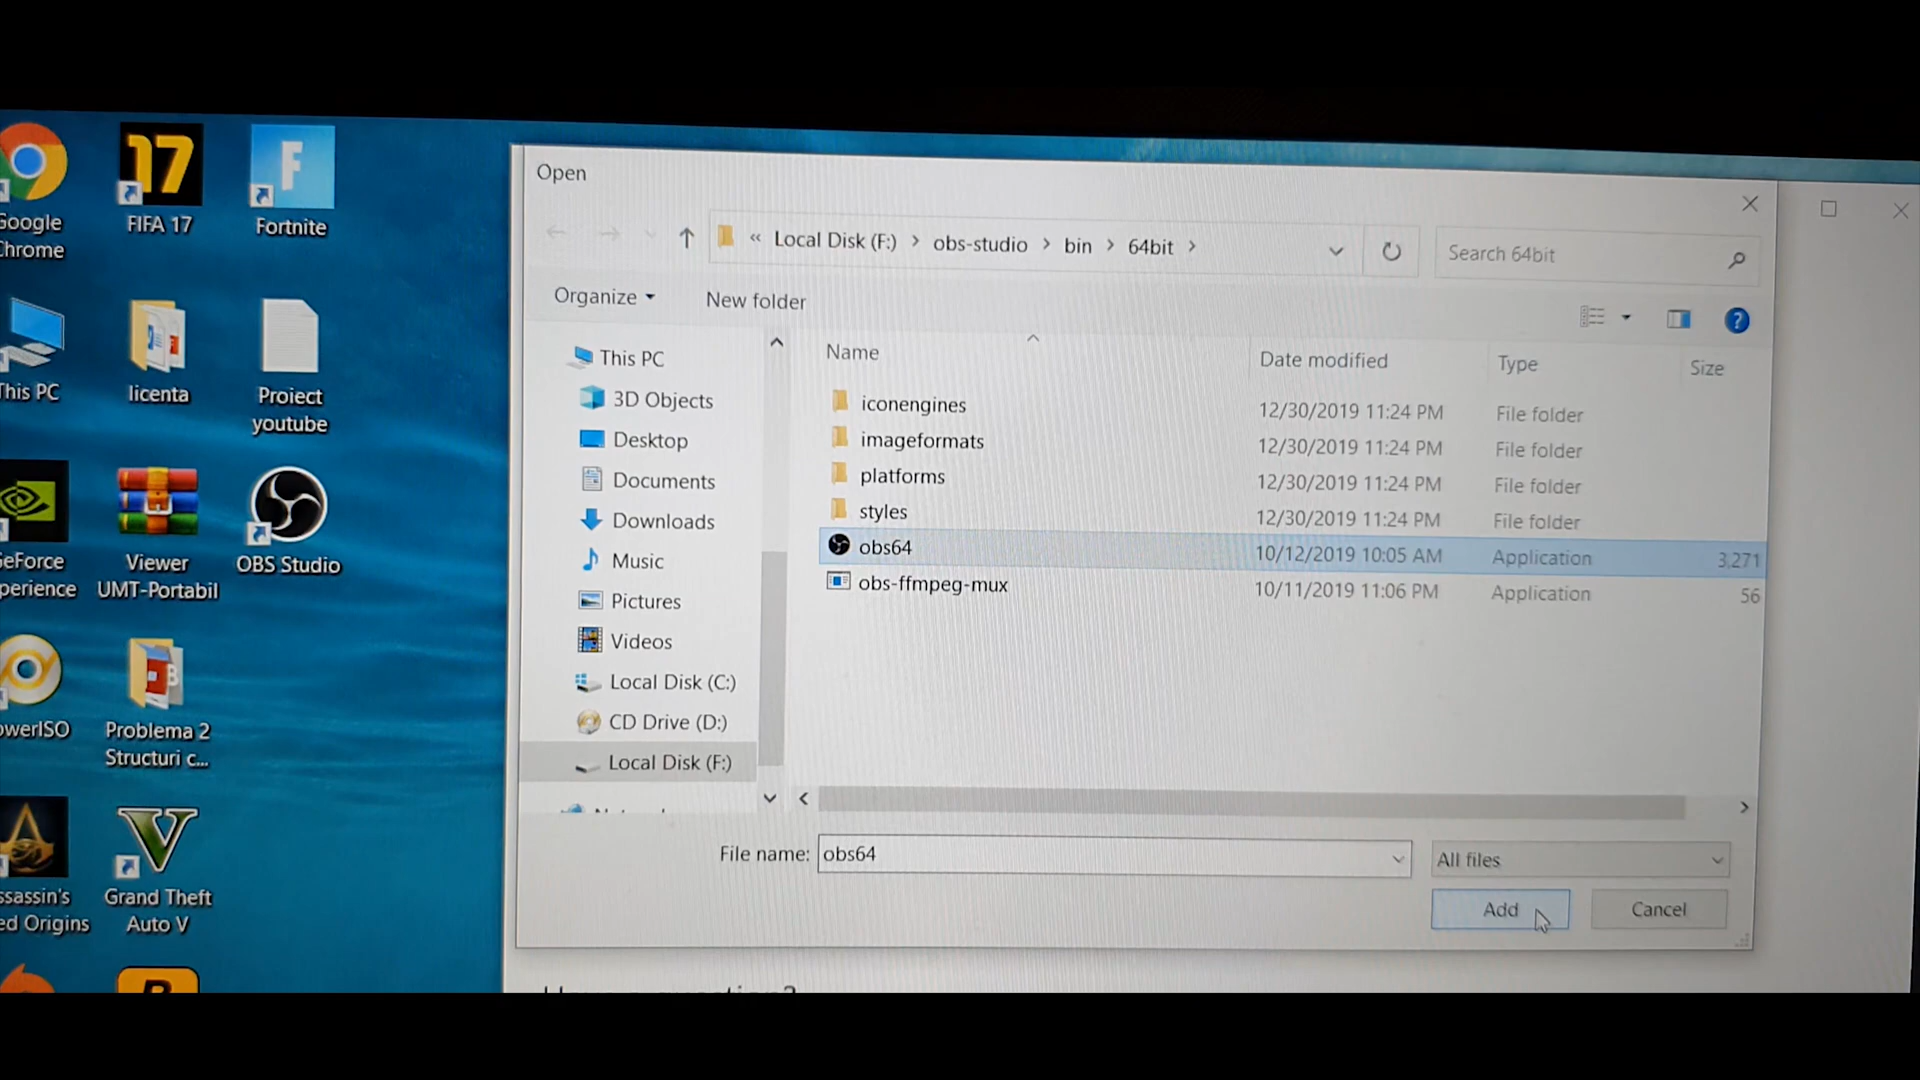 Google
Chrome
17
FIFA 17
F
Fortnite
This PC
licenta
Proiect
youtube
GeForce
Experience
Viewer
UMT-Portabil
OBS Studio
PowerISO
Problema 2
Structuri c...
Assassin's
Creed Origins
V
Grand Theft
Auto V
Open
« Local Disk (F:) > obs-studio > bin > 64bit >
Search 64bit
Organize
New folder
?
This PC
3D Objects
Desktop
Documents
Downloads
Music
Pictures
Videos
Local Disk (C:)
CD Drive (D:)
Local Disk (F:)
Name Date modified Type Size
iconengines 12/30/2019 11:24 PM File folder
imageformats 12/30/2019 11:24 PM File folder
platforms 12/30/2019 11:24 PM File folder
styles 12/30/2019 11:24 PM File folder
obs64 10/12/2019 10:05 AM Application 3,271
obs-ffmpeg-mux 10/11/2019 11:06 PM Application 56
File name: obs64
All files
Add
Cancel